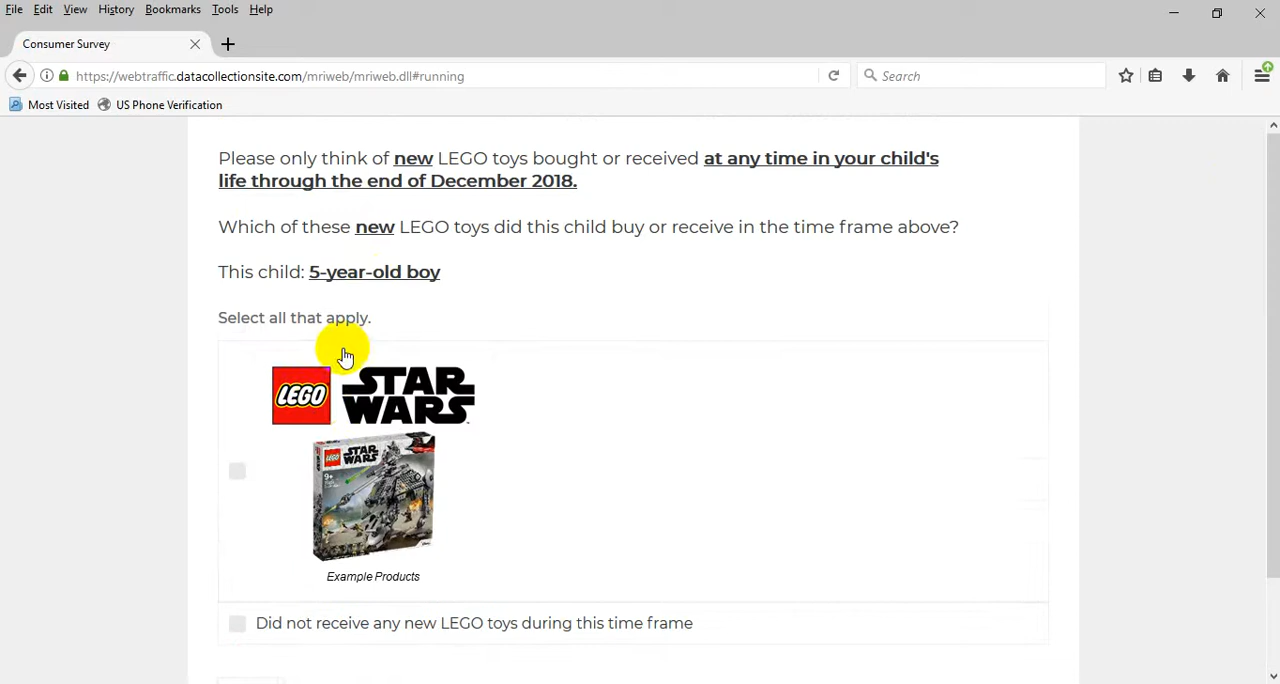 File Edit View History Bookmarks Tools Help
Consumer Survey
https://webtraffic.datacollectionsite.com/mriweb/mriweb.dll#running
Search
Most Visited US Phone Verification
Please only think of new LEGO toys bought or received at any time in your child's
life through the end of December 2018.
Which of these new LEGO toys did this child buy or receive in the time frame above?
This child: 5-year-old boy
Select all that apply.
LEGO STAR WARS
LEGO STAR WARS
9+
Example Products
Did not receive any new LEGO toys during this time frame